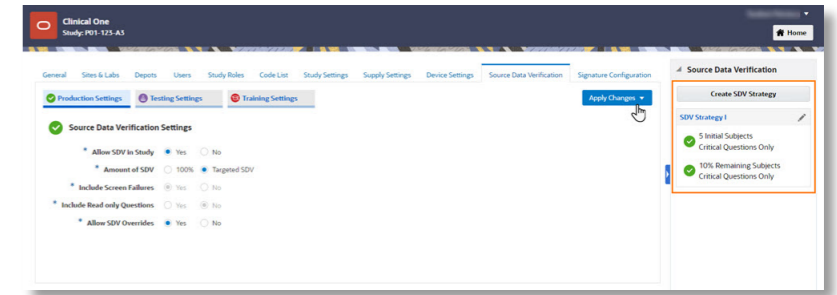 Clinical One
Study: P01-123-A3
Home
General Sites & Labs Depots Users Study Roles Code List Study Settings Supply Settings Device Settings Source Data Verification Signature Configuration
Production Settings Testing Settings Training Settings Apply Changes
Source Data Verification Settings
* Allow SDV in Study Yes No
* Amount of SDV 100% Targeted SDV
* Include Screen Failures Yes No
* Include Read only Questions Yes No
* Allow SDV Overrides Yes No
Source Data Verification
Create SDV Strategy
SDV Strategy I
5 Initial Subjects
Critical Questions Only
10% Remaining Subjects
Critical Questions Only